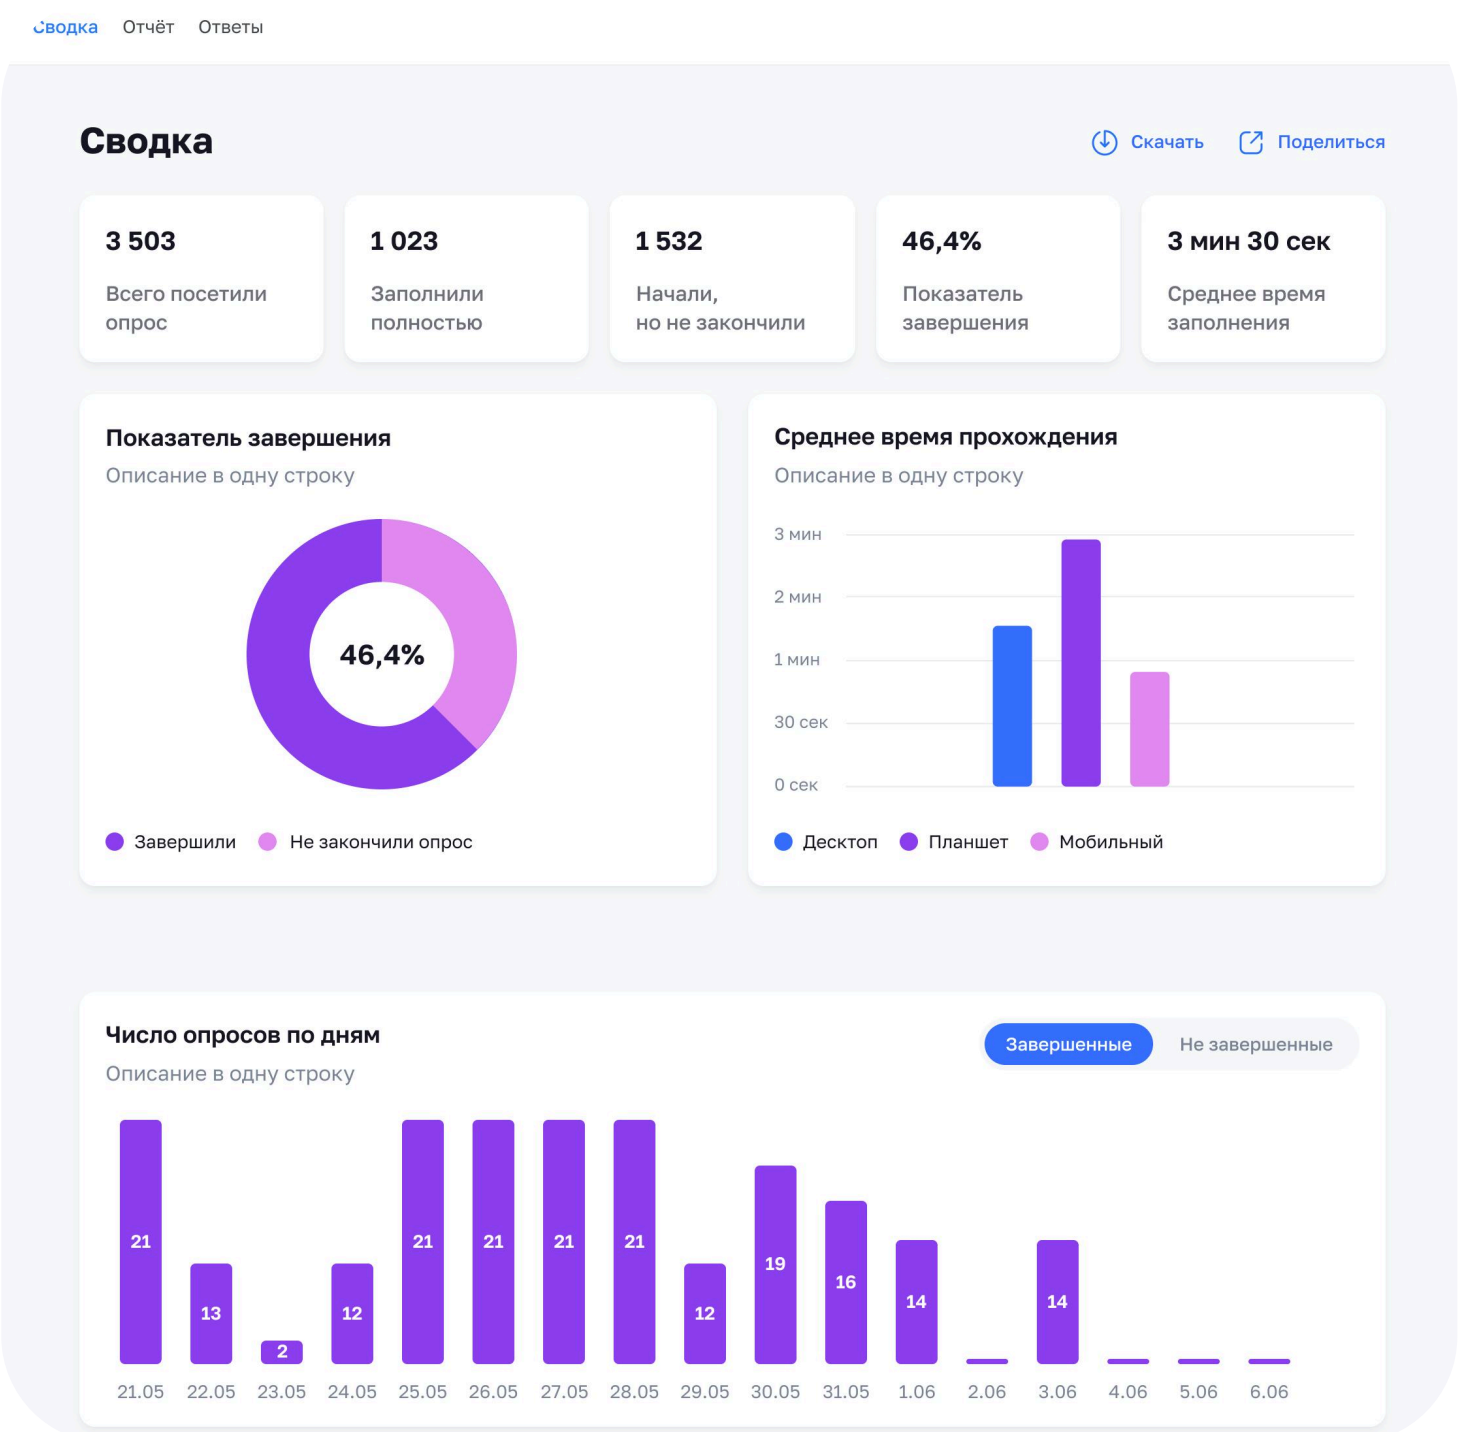 Сводка Отчёт Ответы
Сводка
Скачать Поделиться
3 503
Всего посетили
опрос
1 023
Заполнили
полностью
1 532
Начали,
но не закончили
46,4%
Показатель
завершения
3 мин 30 сек
Среднее время
заполнения
Показатель завершения
Описание в одну строку
46,4%
Завершили Не закончили опрос
Среднее время прохождения
Описание в одну строку
3 мин
2 мин
1 мин
30 сек
0 сек
Десктоп Планшет Мобильный
Число опросов по дням
Описание в одну строку
Завершенные Не завершенные
21 13 2 12 21 21 21 21 12 19 16 14 14
21.05 22.05 23.05 24.05 25.05 26.05 27.05 28.05 29.05 30.05 31.05 1.06 2.06 3.06 4.06 5.06 6.06